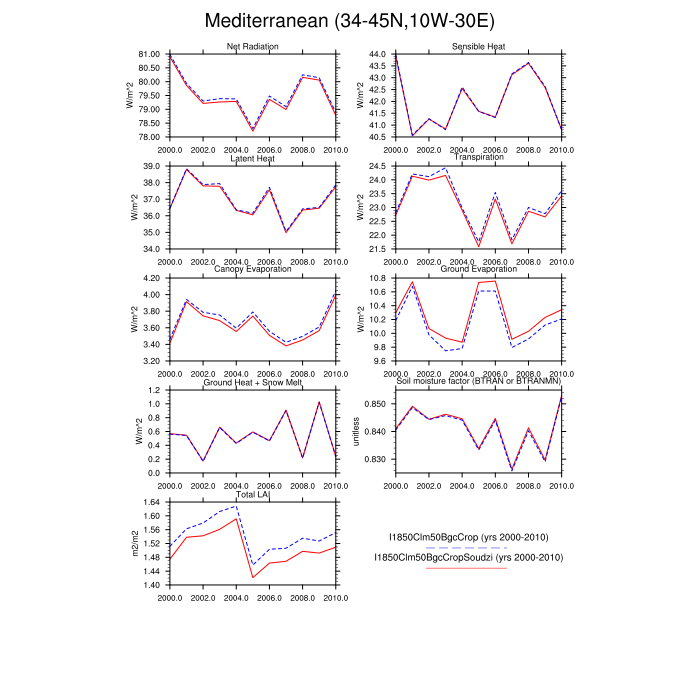 Mediterranean (34-45N,10W-30E)
Net Radiation
W/m^2
81.00
80.50
80.00
79.50
79.00
78.50
78.00
2000.0 2002.0 2004.0 2006.0 2008.0 2010.0
Sensible Heat
W/m^2
44.0
43.5
43.0
42.5
42.0
41.5
41.0
40.5
2000.0 2002.0 2004.0 2006.0 2008.0 2010.0
Latent Heat
W/m^2
39.0
38.0
37.0
36.0
35.0
34.0
2000.0 2002.0 2004.0 2006.0 2008.0 2010.0
Transpiration
W/m^2
24.5
24.0
23.5
23.0
22.5
22.0
21.5
2000.0 2002.0 2004.0 2006.0 2008.0 2010.0
Canopy Evaporation
W/m^2
4.20
4.00
3.80
3.60
3.40
3.20
2000.0 2002.0 2004.0 2006.0 2008.0 2010.0
Ground Evaporation
W/m^2
10.8
10.6
10.4
10.2
10.0
9.8
9.6
2000.0 2002.0 2004.0 2006.0 2008.0 2010.0
Ground Heat + Snow Melt
W/m^2
1.2
1.0
0.8
0.6
0.4
0.2
0.0
2000.0 2002.0 2004.0 2006.0 2008.0 2010.0
Soil moisture factor (BTRAN or BTRANMN)
unitless
0.850
0.840
0.830
2000.0 2002.0 2004.0 2006.0 2008.0 2010.0
Total LAI
m2/m2
1.64
1.60
1.56
1.52
1.48
1.44
1.40
2000.0 2002.0 2004.0 2006.0 2008.0 2010.0
I1850Clm50BgcCrop (yrs 2000-2010)
I1850Clm50BgcCropSoudzi (yrs 2000-2010)